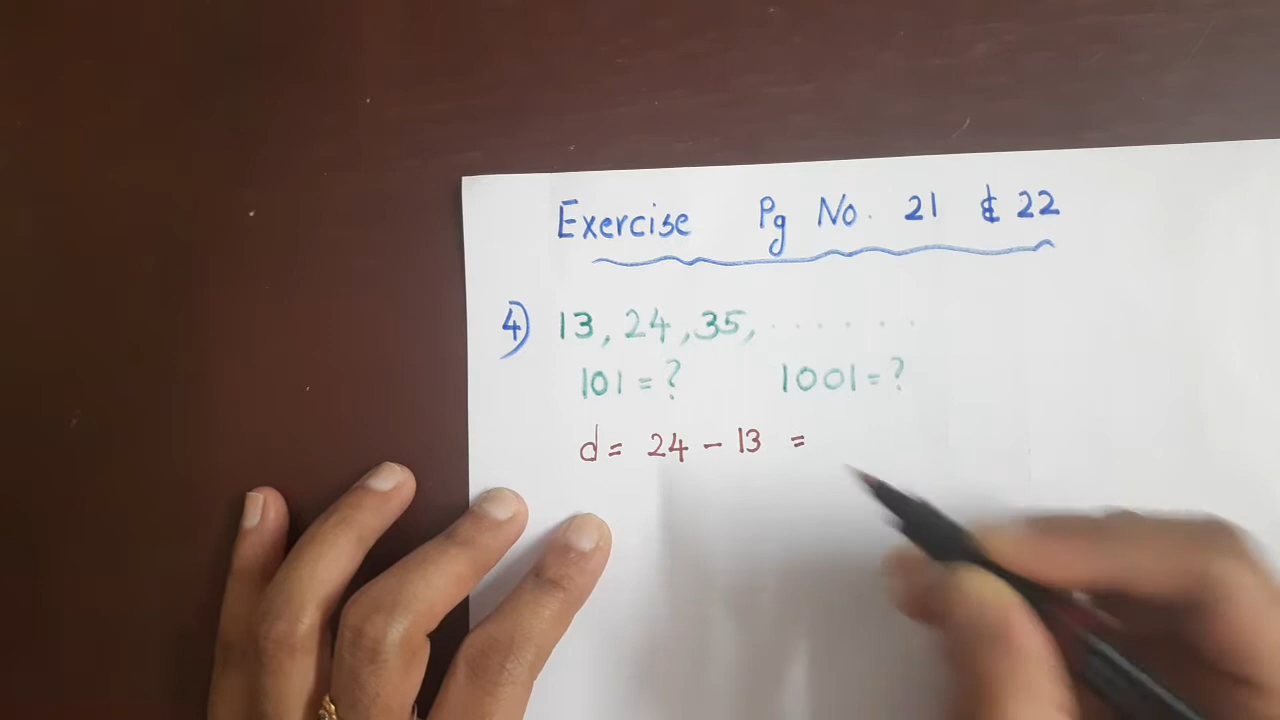 Exercise Pg No. 21 & 22
4) 13, 24, 35, .......
101 = ? 1001 = ?
d = 24 - 13 =